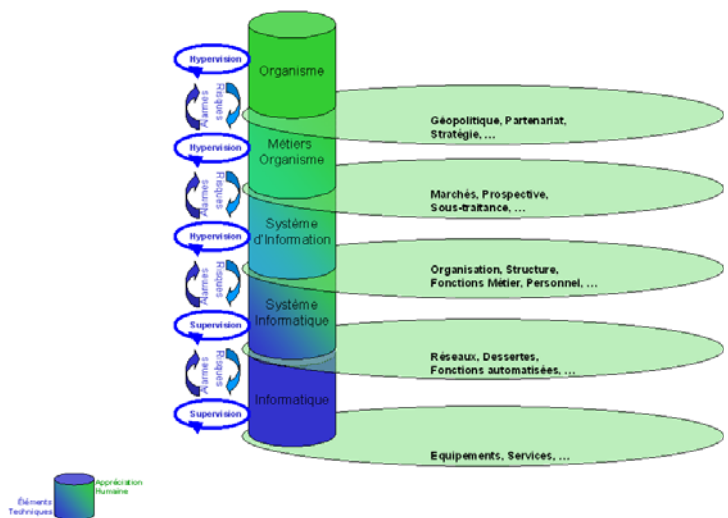 Hypervision
Organisme
Alarmes
Risques
Géopolitique, Partenariat,
Stratégie, ...
Hypervision
Métiers
Organisme
Alarmes
Risques
Marchés, Prospective,
Sous-traitance, ...
Hypervision
Système
d'Information
Alarmes
Risques
Organisation, Structure,
Fonctions Métier, Personnel, ...
Supervision
Système
Informatique
Alarmes
Risques
Réseaux, Dessertes,
Fonctions automatisées, ...
Supervision
Informatique
Equipements, Services, ...
Appréciation
Humaine
Éléments
Techniques